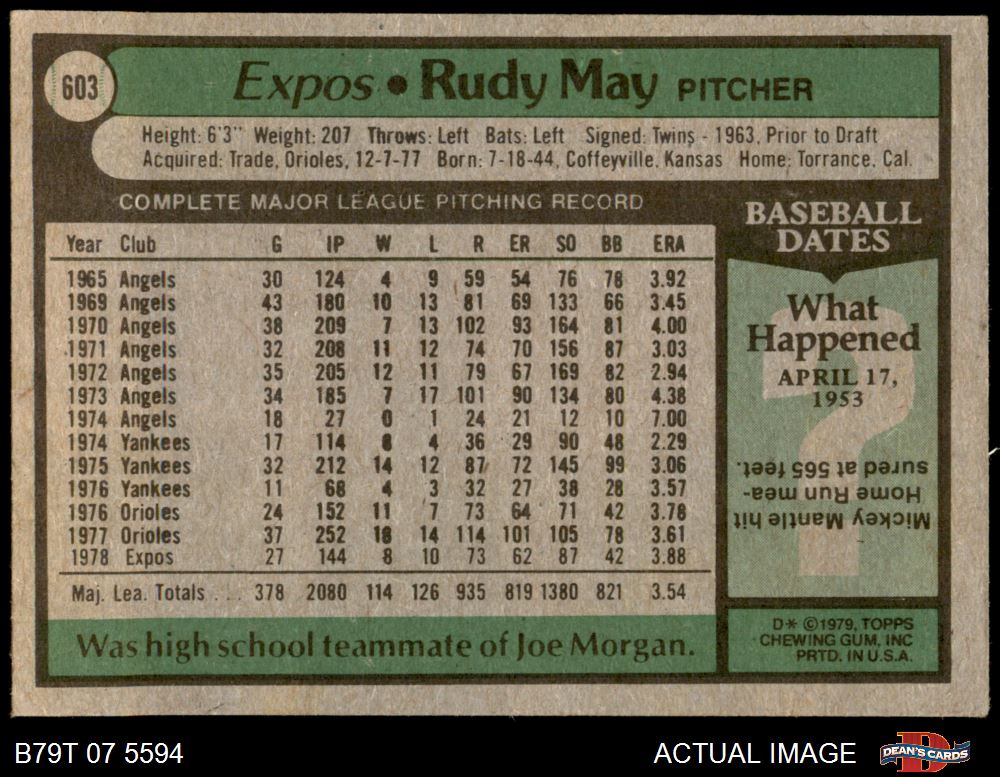 603
Expos • Rudy May PITCHER
Height: 6'3" Weight: 207 Throws: Left Bats: Left Signed: Twins - 1963, Prior to Draft
Acquired: Trade, Orioles, 12-7-77 Born: 7-18-44, Coffeyville, Kansas Home: Torrance, Cal.
COMPLETE MAJOR LEAGUE PITCHING RECORD
Year Club G IP W L R ER SO BB ERA
1965 Angels 30 124 4 9 59 54 76 78 3.92
1969 Angels 43 180 10 13 81 69 133 66 3.45
1970 Angels 38 209 7 13 102 93 164 81 4.00
1971 Angels 32 208 11 12 74 70 156 87 3.03
1972 Angels 35 205 12 11 79 67 169 82 2.94
1973 Angels 34 185 7 17 101 90 134 80 4.38
1974 Angels 18 27 0 1 24 21 12 10 7.00
1974 Yankees 17 114 8 4 36 29 90 48 2.29
1975 Yankees 32 212 14 12 87 72 145 99 3.06
1976 Yankees 11 68 4 3 32 27 38 28 3.57
1976 Orioles 24 152 11 7 73 64 71 42 3.78
1977 Orioles 37 252 18 14 114 101 105 78 3.61
1978 Expos 27 144 8 10 73 62 87 42 3.88
Maj. Lea. Totals . . . 378 2080 114 126 935 819 1380 821 3.54
Was high school teammate of Joe Morgan.
BASEBALL
DATES
What
Happened
APRIL 17,
1953
Mickey Mantle hit
Home Run mea-
sured at 565 feet.
D* ©1979, TOPPS
CHEWING GUM, INC
PRTD. IN U.S.A.
B79T 07 5594
ACTUAL IMAGE
DEAN'S CARDS